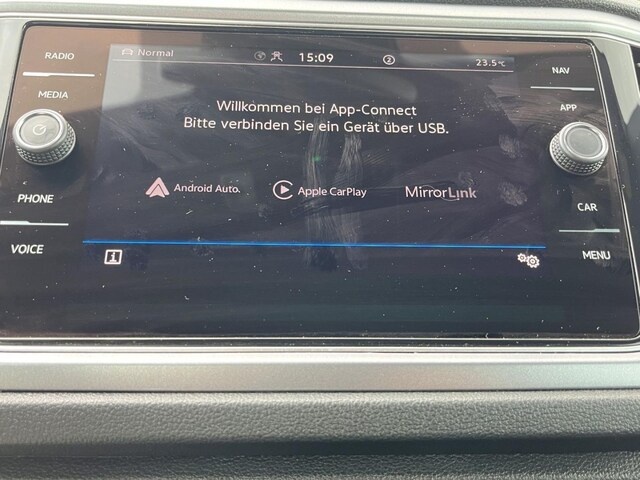 RADIO
MEDIA
PHONE
VOICE
Normal
15:09
2
23.5°C
Willkommen bei App-Connect
Bitte verbinden Sie ein Gerät über USB.
Android Auto.
Apple CarPlay
MirrorLink
i
NAV
APP
CAR
MENU